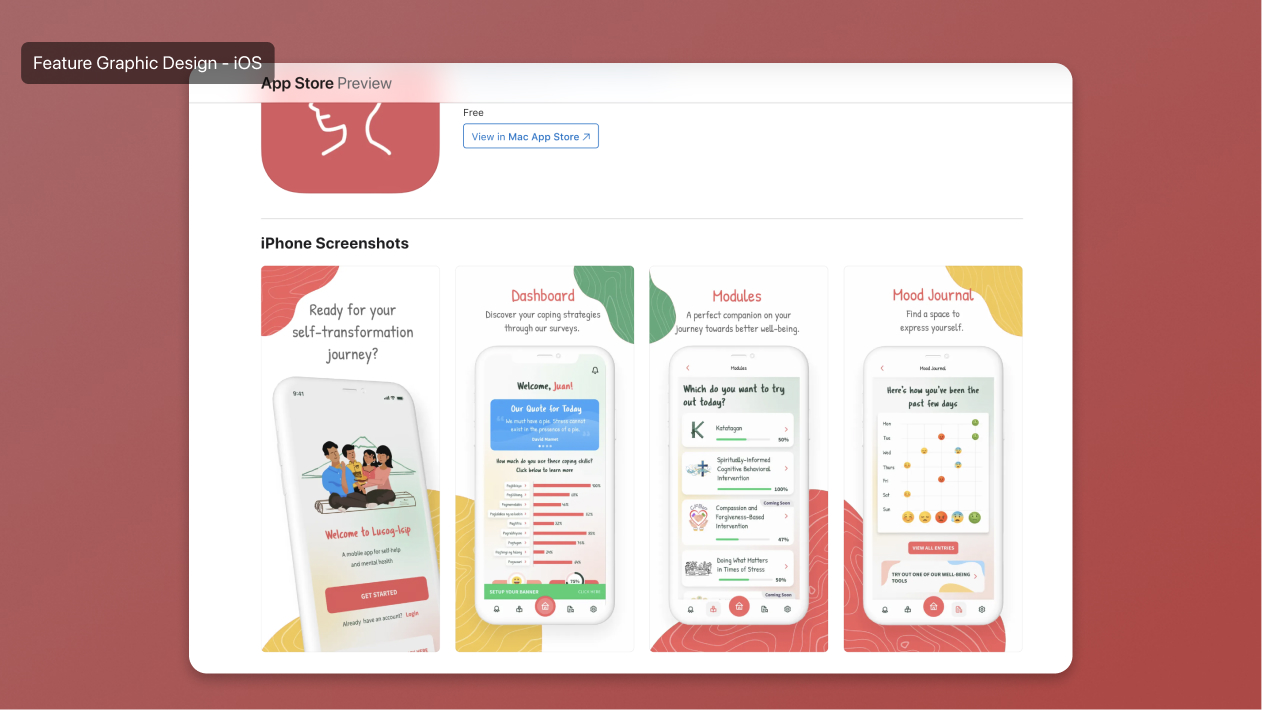 Feature Graphic Design - iOS
App Store Preview
Free
View in Mac App Store ↗
iPhone Screenshots
Ready for your
self-transformation
journey?
9:41
Welcome to Lucog-Isip
A mobile app for self-help
and mental health
GET STARTED
Already have an account? Login
Dashboard
Discover your coping strategies
through our surveys.
Welcome, Juan!
Our Quote for Today
We must have a pie. Stress cannot
exist in the presence of a pie.
David Mamet
How much do you use these coping skills?
Click below to learn more
100%
75%
SETUP YOUR BANNER
CLICK HERE
Modules
A perfect companion on your
journey towards better well-being.
Modules
Which do you want to try
out today?
Katatagan
50%
Spiritually-Informed
Cognitive Behavioral
Intervention
100%
Coming Soon
Compassion and
Forgiveness-Based
Intervention
47%
Doing What Matters
in Times of Stress
50%
Coming Soon
Mood Journal
Find a space to
express yourself.
Mood Journal
Here's how you've been the
past few days
Mon
Tue
Wed
Thurs
Fri
Sat
Sun
VIEW ALL ENTRIES
TRY OUT ONE OF OUR WELL-BEING
TOOLS